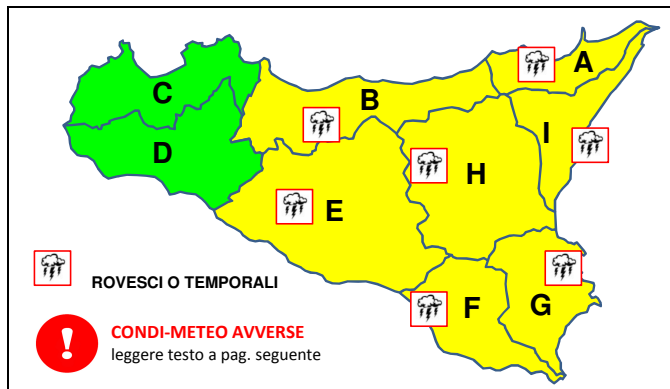 A
B
C
I
D
H
E
F
G
ROVESCI O TEMPORALI
!
CONDI-METEO AVVERSE
leggere testo a pag. seguente